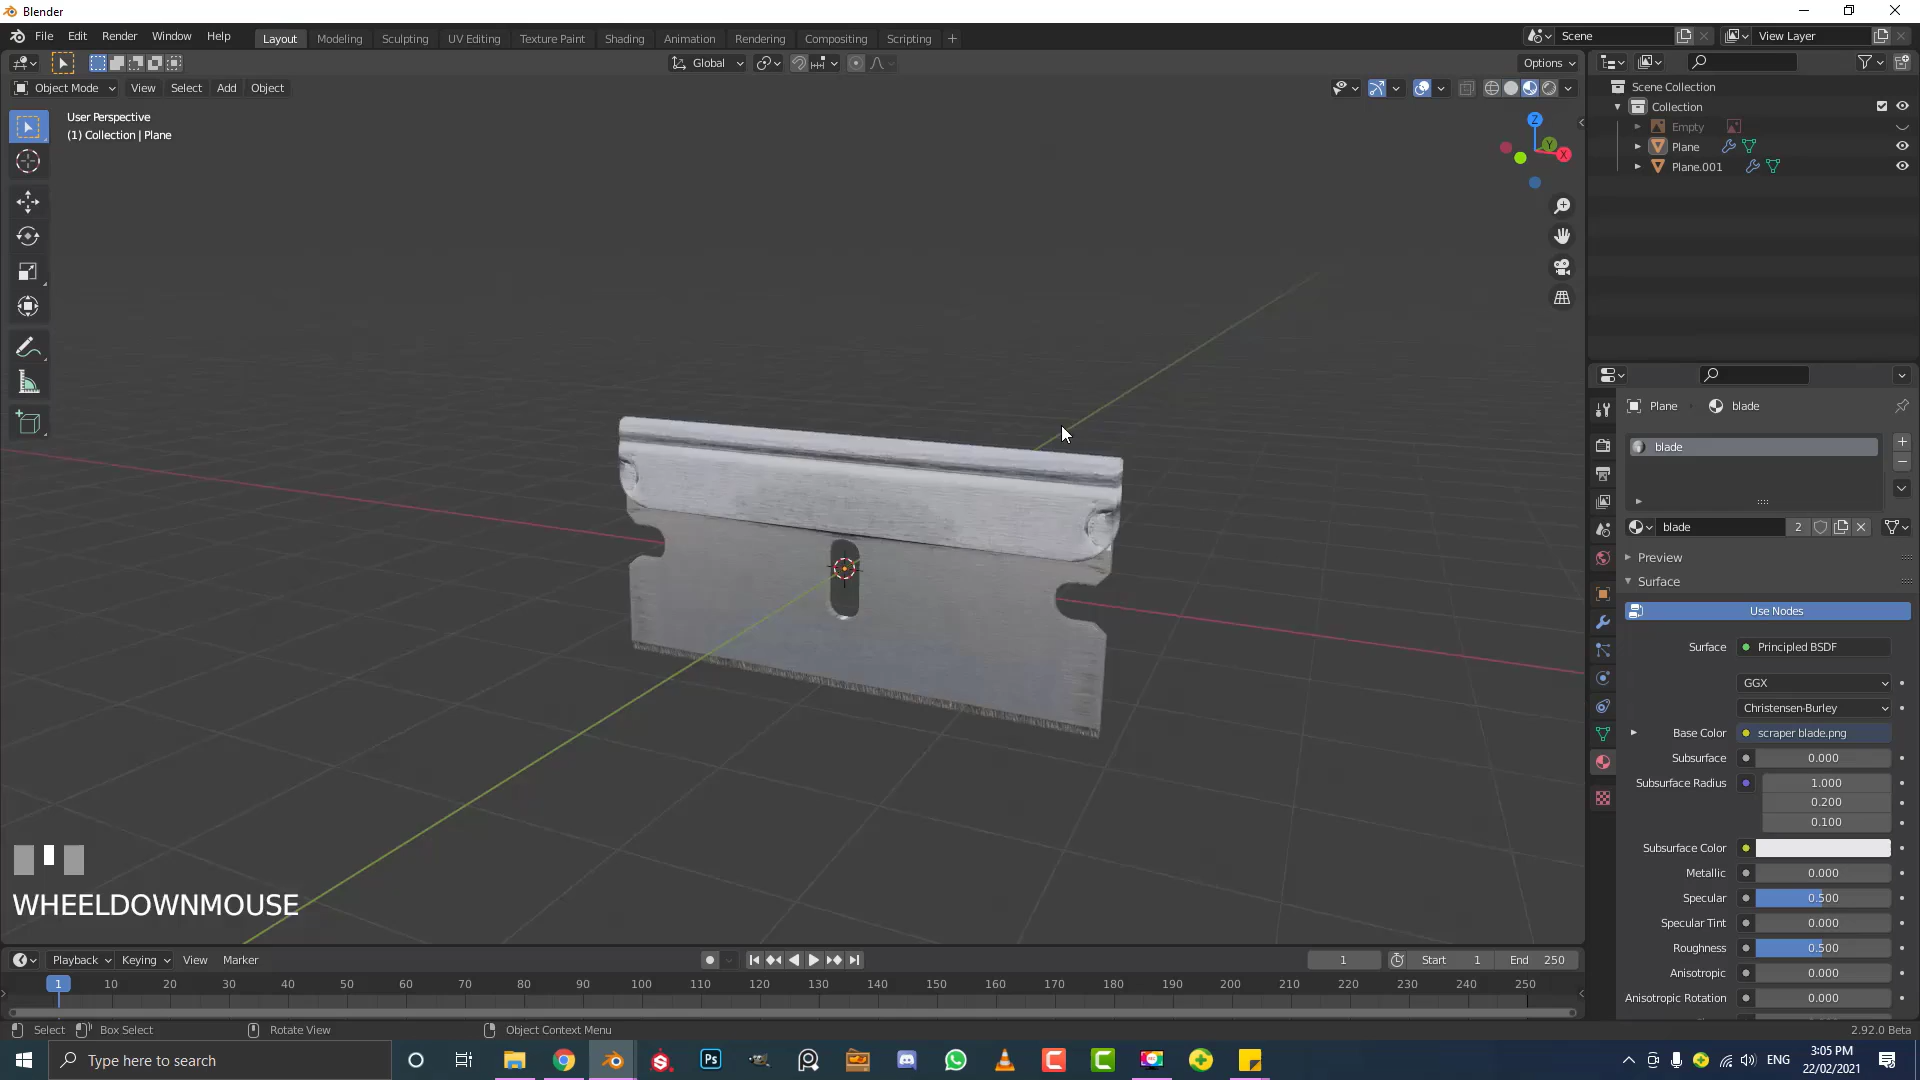 Blender
File Edit Render Window Help
Layout Modeling Sculpting UV Editing Texture Paint Shading Animation Rendering Compositing Scripting +
Scene
View Layer
Global
Options
Object Mode View Select Add Object
User Perspective
(1) Collection | Plane
Z
Y
X
Scene Collection
Collection
Empty
Plane
Plane.001
Plane blade
blade
blade 2
Preview
Surface
Use Nodes
Surface Principled BSDF
GGX
Christensen-Burley
Base Color scraper blade.png
Subsurface 0.000
Subsurface Radius 1.000
0.200
0.100
Subsurface Color
Metallic 0.000
Specular 0.500
Specular Tint 0.000
Roughness 0.500
Anisotropic 0.000
Anisotropic Rotation 0.000
WHEELDOWNMOUSE
Playback Keying View Marker
1 Start 1 End 250
1 10 20 30 40 50 60 70 80 90 100 110 120 130 140 150 160 170 180 190 200 210 220 230 240 250
Select Box Select Rotate View Object Context Menu
2.92.0 Beta
Type here to search
Ps
ENG
3:05 PM
22/02/2021